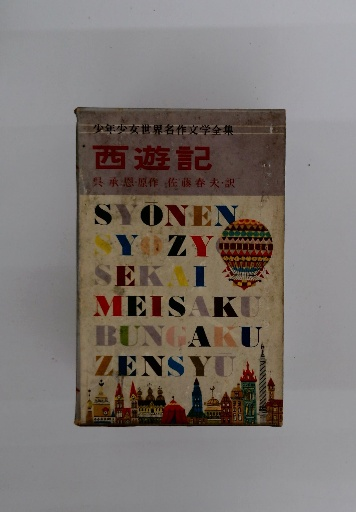 少年少女世界名作文学全集
西遊記
呉承恩・原作 佐藤春夫・訳
SYŌNEN
SYOZYO
SEKAI
MEISAKU
BUNGAKU
ZENSYU